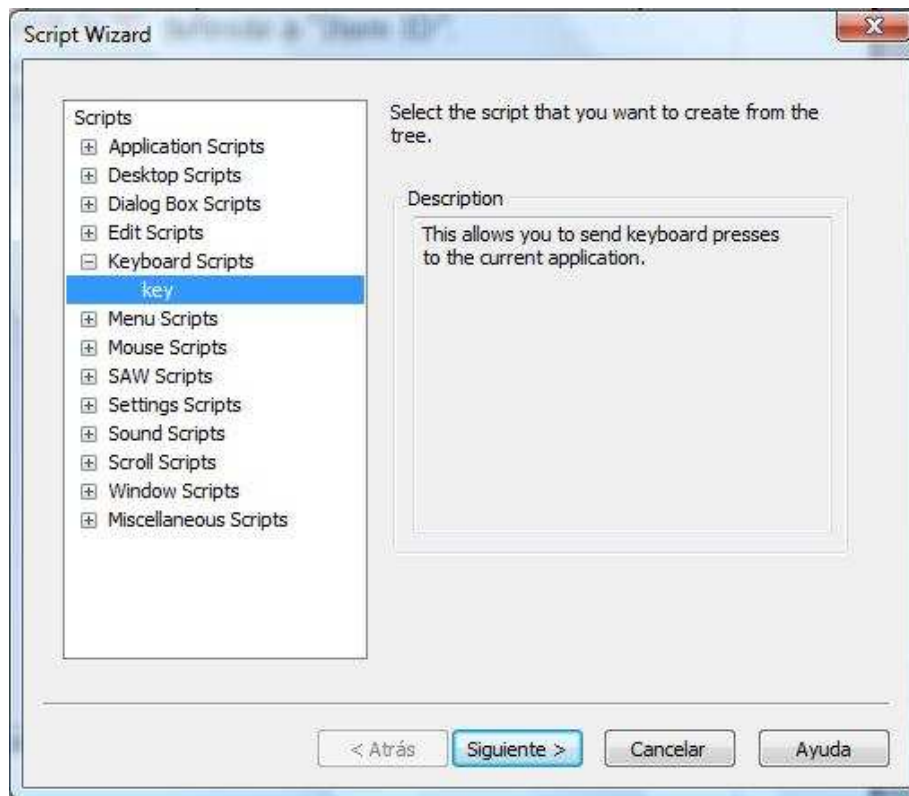 Script Wizard
Scripts
Application Scripts
Desktop Scripts
Dialog Box Scripts
Edit Scripts
Keyboard Scripts
key
Menu Scripts
Mouse Scripts
SAW Scripts
Settings Scripts
Sound Scripts
Scroll Scripts
Window Scripts
Miscellaneous Scripts
Select the script that you want to create from the
tree.
Description
This allows you to send keyboard presses
to the current application.
< Atrás
Siguiente >
Cancelar
Ayuda